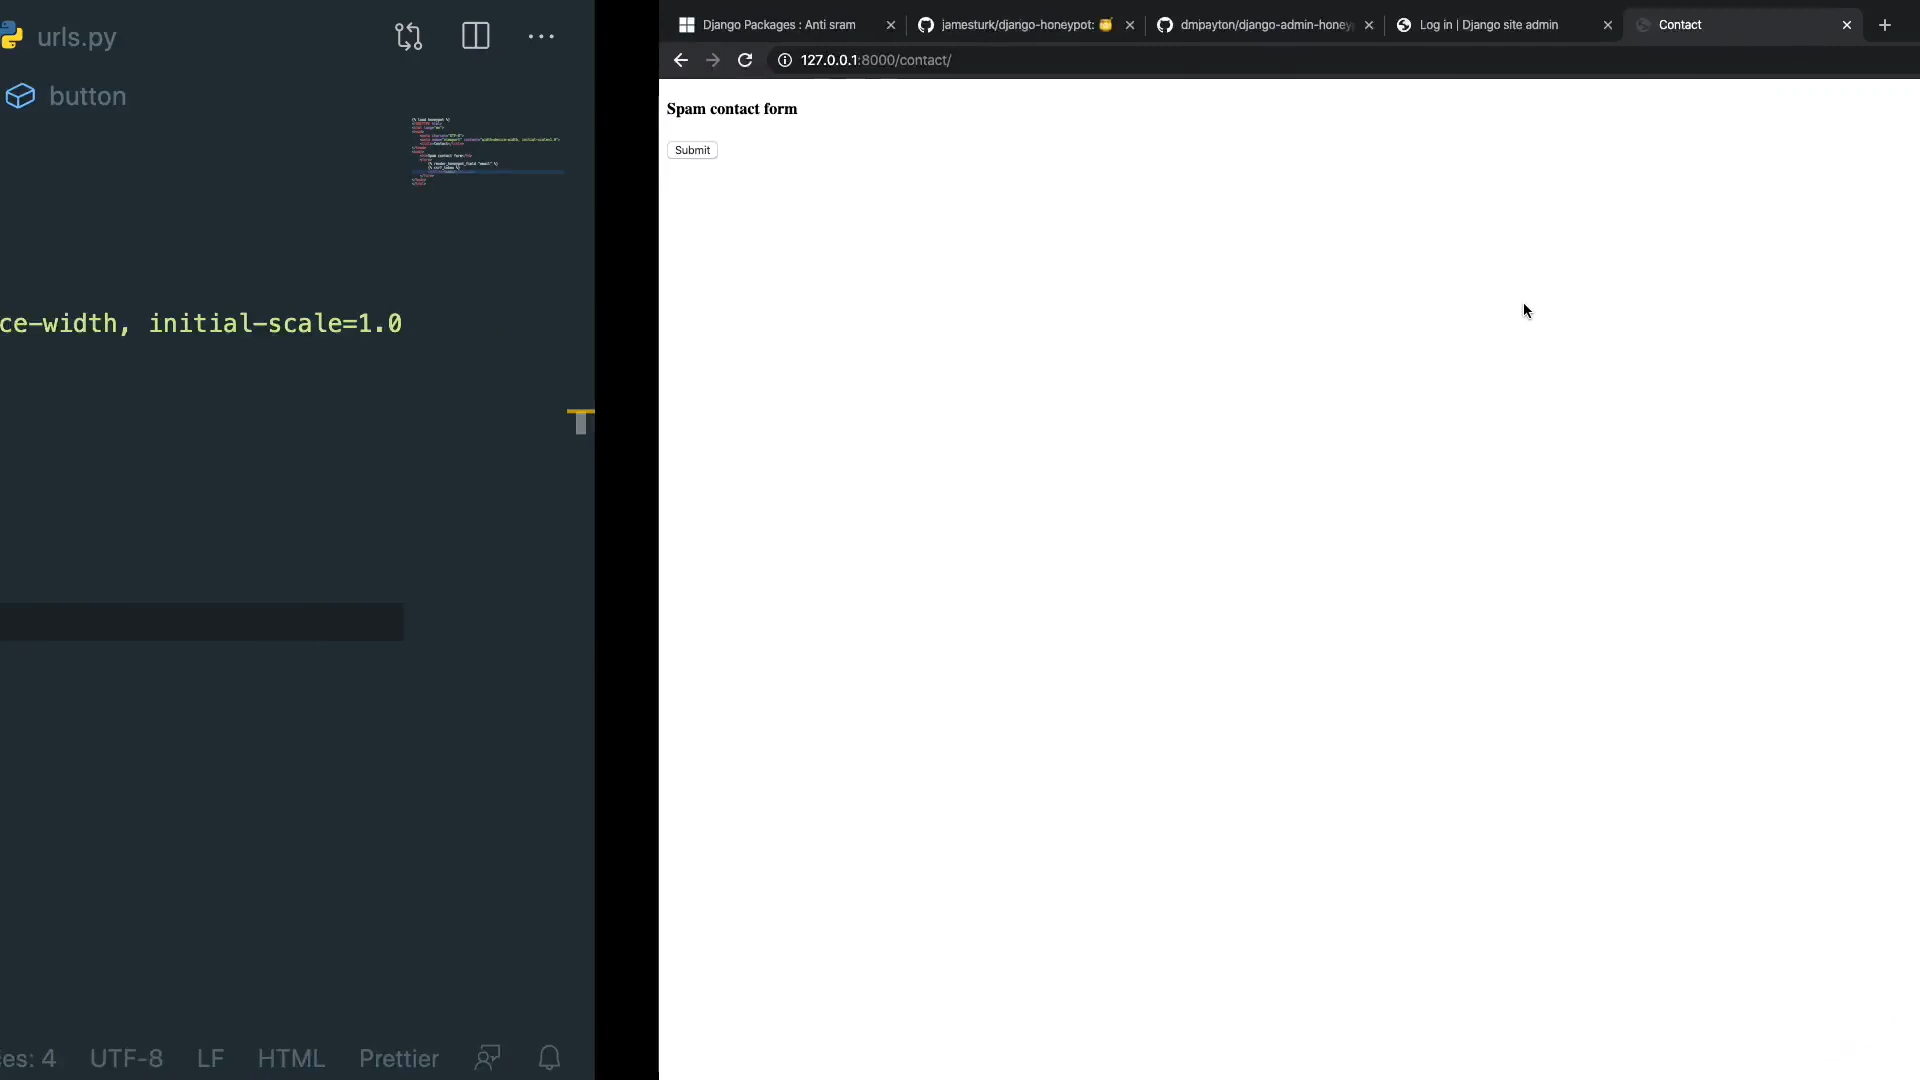 urls.py
button
ce-width, initial-scale=1.0
es: 4 UTF-8 LF HTML Prettier
Django Packages : Anti sram
jamesturk/django-honeypot: 🍯
dmpayton/django-admin-honey
Log in | Django site admin
Contact
127.0.0.1:8000/contact/
Spam contact form
Submit